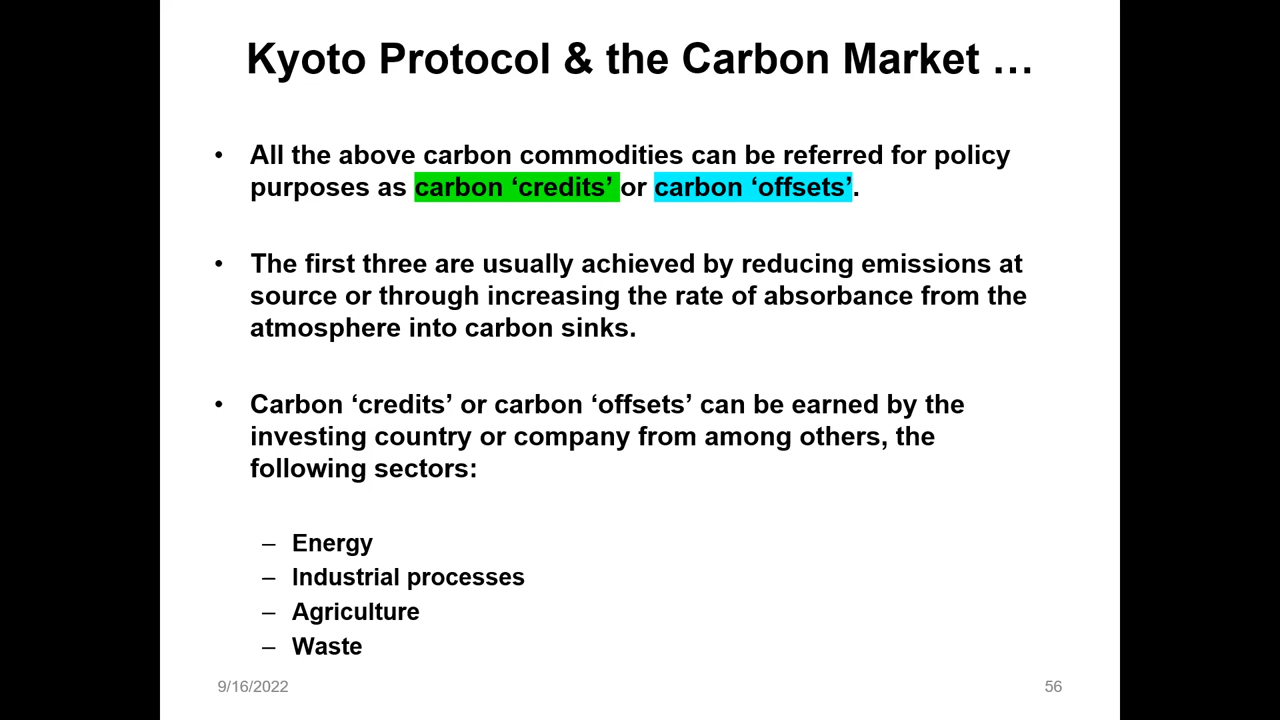 Kyoto Protocol & the Carbon Market …
• All the above carbon commodities can be referred for policy
purposes as carbon ‘credits’ or carbon ‘offsets’.
• The first three are usually achieved by reducing emissions at
source or through increasing the rate of absorbance from the
atmosphere into carbon sinks.
• Carbon ‘credits’ or carbon ‘offsets’ can be earned by the
investing country or company from among others, the
following sectors:
– Energy
– Industrial processes
– Agriculture
– Waste
9/16/2022 56